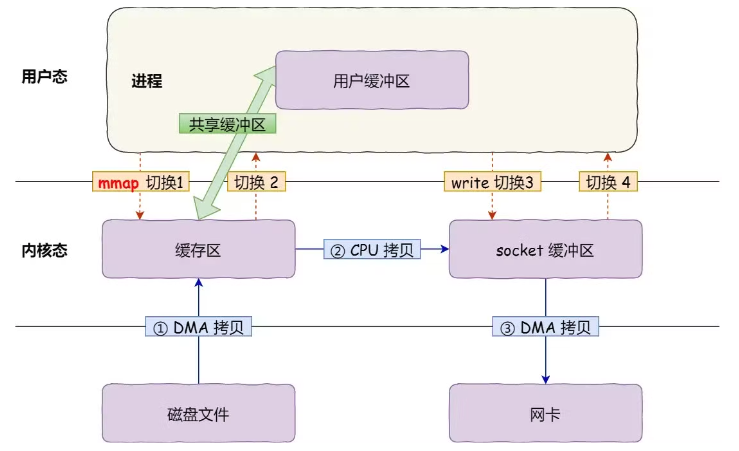 用户态
进程
用户缓冲区
共享缓冲区
mmap 切换1
切换 2
write 切换3
切换 4
内核态
缓存区
② CPU 拷贝
socket 缓冲区
① DMA 拷贝
③ DMA 拷贝
磁盘文件
网卡